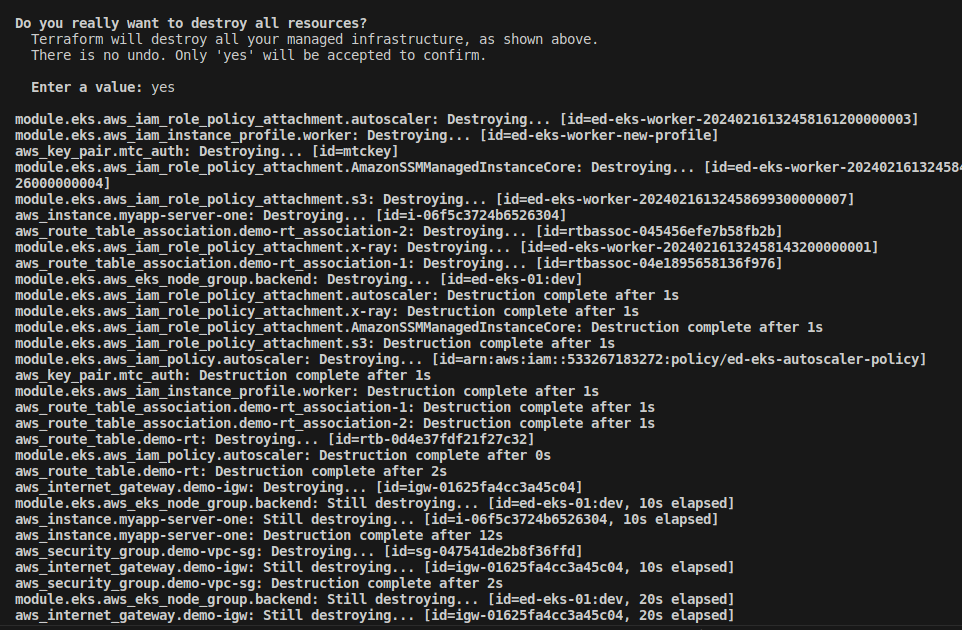 Do you really want to destroy all resources?
Terraform will destroy all your managed infrastructure, as shown above.
There is no undo. Only 'yes' will be accepted to confirm.
Enter a value: yes
module.eks.aws_iam_role_policy_attachment.autoscaler: Destroying... [id=ed-eks-worker-20240216132458161200000003]
module.eks.aws_iam_instance_profile.worker: Destroying... [id=ed-eks-worker-new-profile]
aws_key_pair.mtc_auth: Destroying... [id=mtckey]
module.eks.aws_iam_role_policy_attachment.AmazonSSMManagedInstanceCore: Destroying... [id=ed-eks-worker-202402161324584
26000000004]
module.eks.aws_iam_role_policy_attachment.s3: Destroying... [id=ed-eks-worker-20240216132458699300000007]
aws_instance.myapp-server-one: Destroying... [id=i-06f5c3724b6526304]
aws_route_table_association.demo-rt_association-2: Destroying... [id=rtbassoc-045456efe7b58fb2b]
module.eks.aws_iam_role_policy_attachment.x-ray: Destroying... [id=ed-eks-worker-20240216132458143200000001]
aws_route_table_association.demo-rt_association-1: Destroying... [id=rtbassoc-04e1895658136f976]
module.eks.aws_eks_node_group.backend: Destroying... [id=ed-eks-01:dev]
module.eks.aws_iam_role_policy_attachment.autoscaler: Destruction complete after 1s
module.eks.aws_iam_role_policy_attachment.x-ray: Destruction complete after 1s
module.eks.aws_iam_role_policy_attachment.AmazonSSMManagedInstanceCore: Destruction complete after 1s
module.eks.aws_iam_role_policy_attachment.s3: Destruction complete after 1s
module.eks.aws_iam_policy.autoscaler: Destroying... [id=arn:aws:iam::533267183272:policy/ed-eks-autoscaler-policy]
aws_key_pair.mtc_auth: Destruction complete after 1s
module.eks.aws_iam_instance_profile.worker: Destruction complete after 1s
aws_route_table_association.demo-rt_association-1: Destruction complete after 1s
aws_route_table_association.demo-rt_association-2: Destruction complete after 1s
aws_route_table.demo-rt: Destroying... [id=rtb-0d4e37fdf21f27c32]
module.eks.aws_iam_policy.autoscaler: Destruction complete after 0s
aws_route_table.demo-rt: Destruction complete after 2s
aws_internet_gateway.demo-igw: Destroying... [id=igw-01625fa4cc3a45c04]
module.eks.aws_eks_node_group.backend: Still destroying... [id=ed-eks-01:dev, 10s elapsed]
aws_instance.myapp-server-one: Still destroying... [id=i-06f5c3724b6526304, 10s elapsed]
aws_instance.myapp-server-one: Destruction complete after 12s
aws_security_group.demo-vpc-sg: Destroying... [id=sg-047541de2b8f36ffd]
aws_internet_gateway.demo-igw: Still destroying... [id=igw-01625fa4cc3a45c04, 10s elapsed]
aws_security_group.demo-vpc-sg: Destruction complete after 2s
module.eks.aws_eks_node_group.backend: Still destroying... [id=ed-eks-01:dev, 20s elapsed]
aws_internet_gateway.demo-igw: Still destroying... [id=igw-01625fa4cc3a45c04, 20s elapsed]